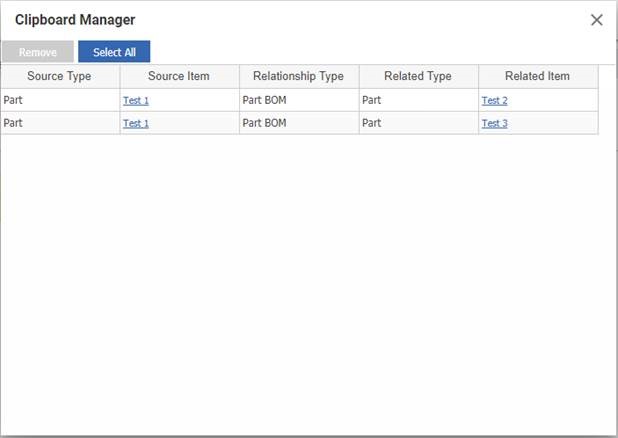 Clipboard Manager
Remove Select All
Source Type Source Item Relationship Type Related Type Related Item
Part Test 1 Part BOM Part Test 2
Part Test 1 Part BOM Part Test 3